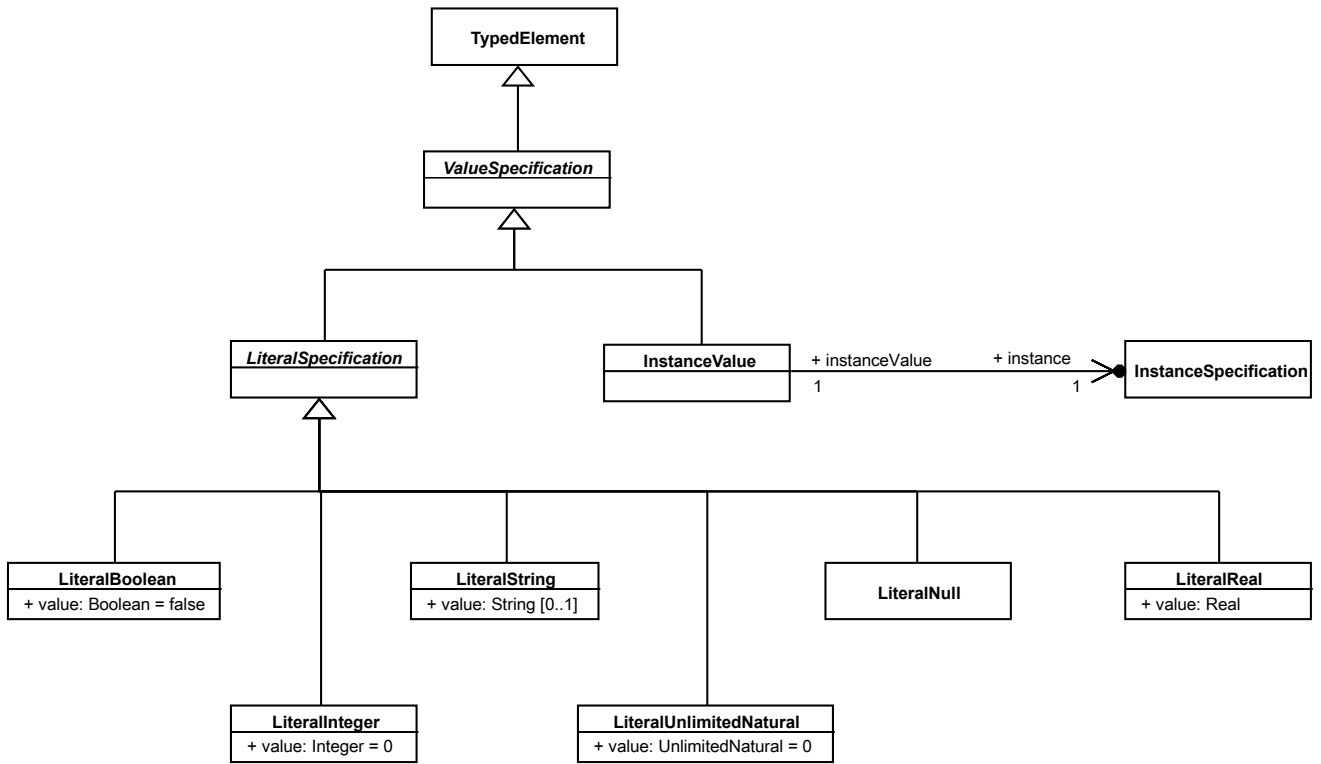 TypedElement
ValueSpecification
LiteralSpecification
InstanceValue
+ instanceValue
1
+ instance
1
InstanceSpecification
LiteralBoolean
+ value: Boolean = false
LiteralString
+ value: String [0..1]
LiteralNull
LiteralReal
+ value: Real
LiteralInteger
+ value: Integer = 0
LiteralUnlimitedNatural
+ value: UnlimitedNatural = 0